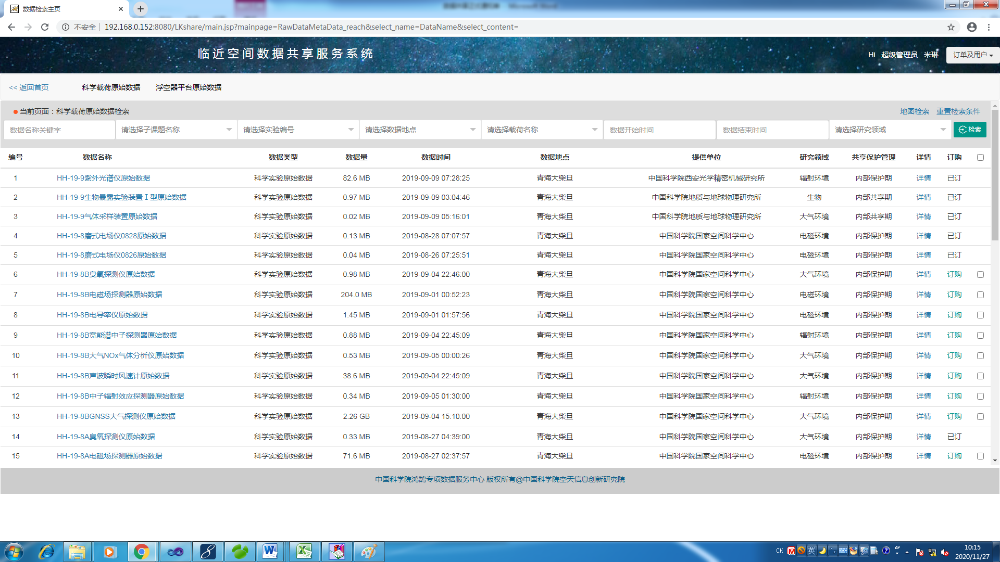 数据检索主页
不安全 192.168.0.152:8080/LKshare/main.jsp?mainpage=RawDataMetaData_reach&select_name=DataName&select_content=
临近空间数据共享服务系统
Hi 超级管理员 米琳 订单及用户
<< 返回首页 科学载荷原始数据 浮空器平台原始数据
当前页面：科学载荷原始数据检索 地图检索 重置检索条件
数据名称关键字 请选择子课题名称 请选择实验编号 请选择数据地点 请选择载荷名称 数据开始时间 数据结束时间 请选择研究领域 检索
编号 数据名称 数据类型 数据量 数据时间 数据地点 提供单位 研究领域 共享保护管理 详情 订购
1 HH-19-9紫外光谱仪原始数据 科学实验原始数据 82.6 MB 2019-09-09 07:28:25 青海大柴旦 中国科学院西安光学精密机械研究所 辐射环境 内部保护期 详情 已订
2 HH-19-9生物暴露实验装置Ⅰ型原始数据 科学实验原始数据 0.97 MB 2019-09-09 03:04:46 青海大柴旦 中国科学院地质与地球物理研究所 生物 内部共享期 详情 已订
3 HH-19-9气体采样装置原始数据 科学实验原始数据 0.02 MB 2019-09-09 05:16:01 青海大柴旦 中国科学院地质与地球物理研究所 大气环境 内部共享期 详情 已订
4 HH-19-8磨式电场仪0828原始数据 科学实验原始数据 0.13 MB 2019-08-28 07:07:57 青海大柴旦 中国科学院国家空间科学中心 电磁环境 内部保护期 详情 已订
5 HH-19-8磨式电场仪0826原始数据 科学实验原始数据 0.04 MB 2019-08-26 07:25:51 青海大柴旦 中国科学院国家空间科学中心 电磁环境 内部保护期 详情 已订
6 HH-19-8B臭氧探测仪原始数据 科学实验原始数据 0.98 MB 2019-09-04 22:46:00 青海大柴旦 中国科学院国家空间科学中心 大气环境 内部保护期 详情 订购
7 HH-19-8B电磁场探测器原始数据 科学实验原始数据 204.0 MB 2019-09-01 00:52:23 青海大柴旦 中国科学院国家空间科学中心 电磁环境 内部保护期 详情 订购
8 HH-19-8B电导率仪原始数据 科学实验原始数据 1.45 MB 2019-09-01 01:57:56 青海大柴旦 中国科学院国家空间科学中心 电磁环境 内部保护期 详情 订购
9 HH-19-8B宽能谱中子探测器原始数据 科学实验原始数据 0.88 MB 2019-09-04 22:45:09 青海大柴旦 中国科学院国家空间科学中心 辐射环境 内部保护期 详情 订购
10 HH-19-8B大气NOx气体分析仪原始数据 科学实验原始数据 0.53 MB 2019-09-05 00:00:26 青海大柴旦 中国科学院国家空间科学中心 大气环境 内部保护期 详情 订购
11 HH-19-8B声波瞬时风速计原始数据 科学实验原始数据 38.6 MB 2019-09-04 22:45:09 青海大柴旦 中国科学院国家空间科学中心 大气环境 内部保护期 详情 订购
12 HH-19-8B中子辐射效应探测器原始数据 科学实验原始数据 0.34 MB 2019-09-05 01:30:00 青海大柴旦 中国科学院国家空间科学中心 辐射环境 内部保护期 详情 订购
13 HH-19-8BGNSS大气探测仪原始数据 科学实验原始数据 2.26 GB 2019-09-04 15:10:00 青海大柴旦 中国科学院国家空间科学中心 大气环境 内部保护期 详情 订购
14 HH-19-8A臭氧探测仪原始数据 科学实验原始数据 0.33 MB 2019-08-27 04:39:00 青海大柴旦 中国科学院国家空间科学中心 大气环境 内部保护期 详情 已订
15 HH-19-8A电磁场探测器原始数据 科学实验原始数据 71.6 MB 2019-08-27 02:37:57 青海大柴旦 中国科学院国家空间科学中心 电磁环境 内部保护期 详情 订购
中国科学院鸿鹄专项数据服务中心 版权所有@中国科学院空天信息创新研究院
CH 英 10:15
2020/11/27